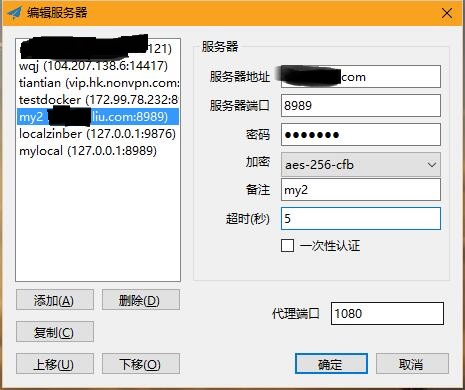 编辑服务器
121)
wqj (104.207.138.6:14417)
tiantian (vip.hk.nonvpn.com:
testdocker (172.99.78.232:8
my2 liu.com:8989)
localzinber (127.0.0.1:9876)
mylocal (127.0.0.1:8989)
添加(A) 删除(D)
复制(C)
上移(U) 下移(O)
服务器
服务器地址 .com
服务器端口 8989
密码 ●●●●●●●
加密 aes-256-cfb
备注 my2
超时(秒) 5
一次性认证
代理端口 1080
确定 取消